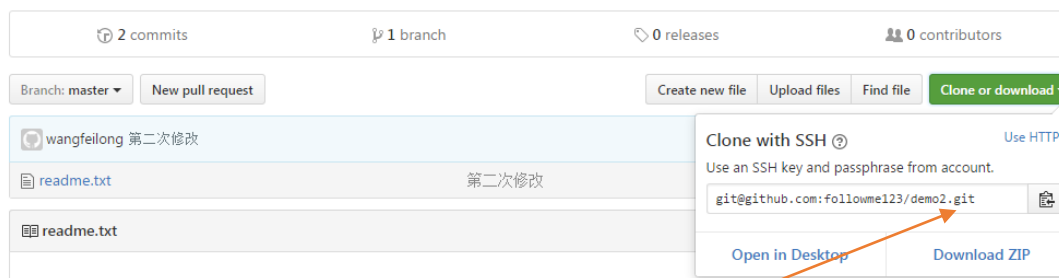 2 commits 1 branch 0 releases 0 contributors
Branch: master New pull request Create new file Upload files Find file Clone or download
wangfeilong 第二次修改
readme.txt 第二次修改
readme.txt
Clone with SSH ? Use HTTP
Use an SSH key and passphrase from account.
git@github.com:followme123/demo2.git
Open in Desktop Download ZIP